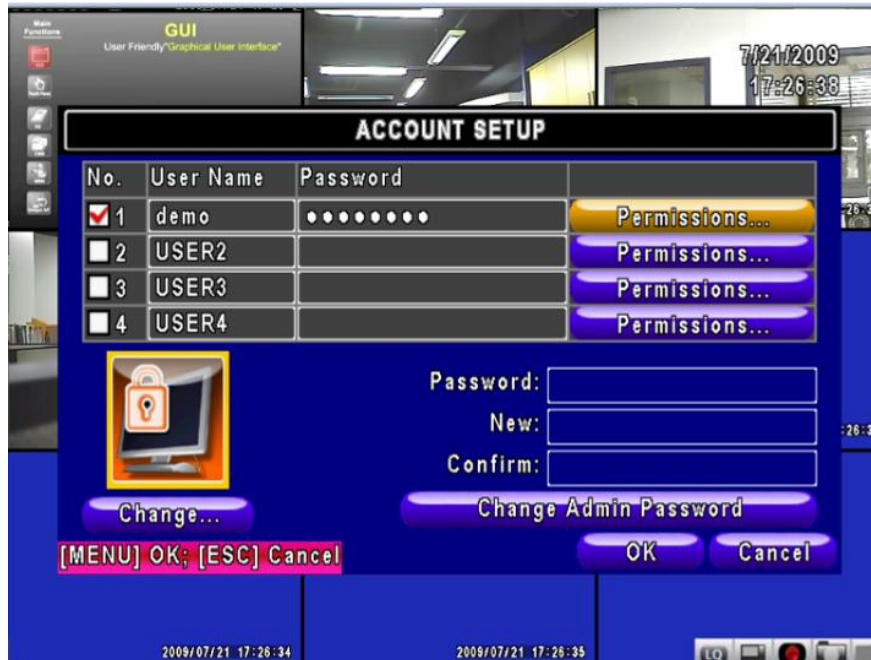 Main
Functions
GUI
User Friendly"Graphical User Interface"
7/21/2009
17:26:38
ACCOUNT SETUP
No. User Name Password
1 demo ●●●●●●●● Permissions...
2 USER2 Permissions...
3 USER3 Permissions...
4 USER4 Permissions...
Password:
New:
Confirm:
Change... Change Admin Password
[MENU] OK; [ESC] Cancel OK Cancel
2009/07/21 17:26:34
2009/07/21 17:26:35
LQ